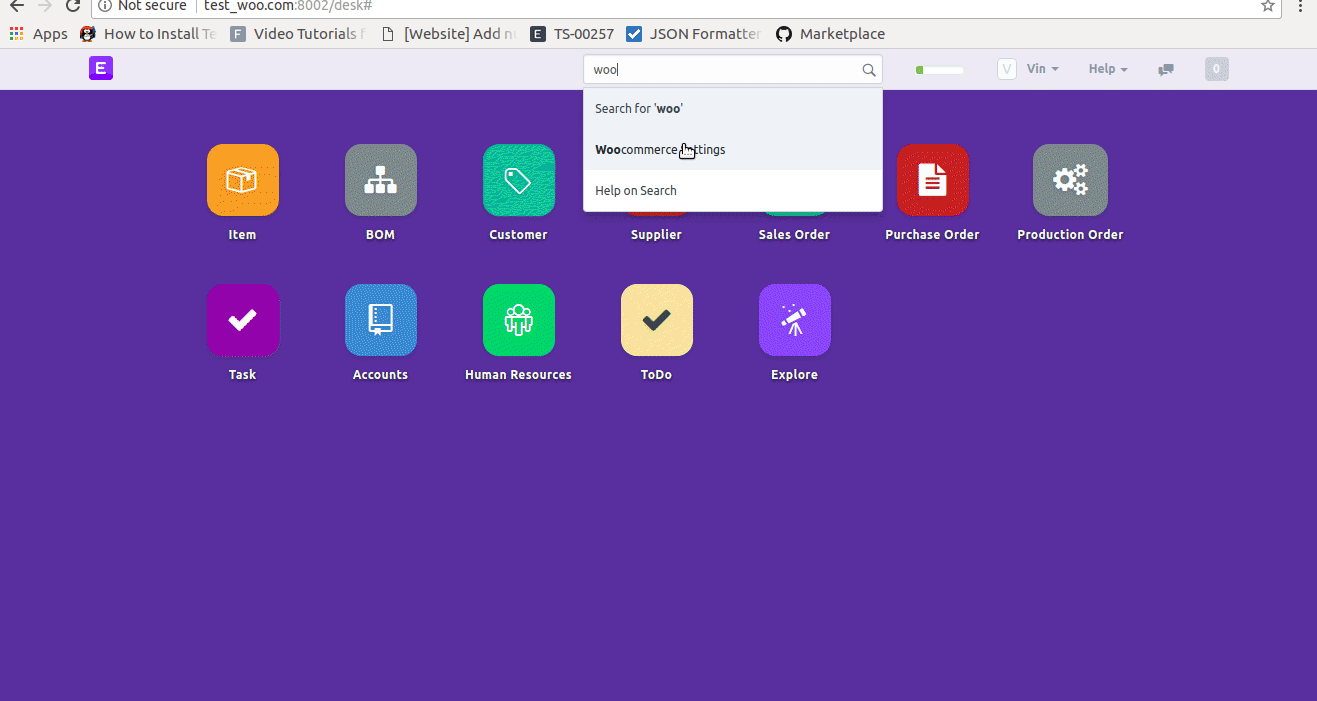 Not secure test_woo.com:8002/desk#
Apps How to Install Te Video Tutorials f [Website] Add n TS-00257 JSON Formatter Marketplace
E woo V Vin Help 0
Search for 'woo'
Woocommerce Settings
Help on Search
Item BOM Customer Supplier Sales Order Purchase Order Production Order
Task Accounts Human Resources ToDo Explore